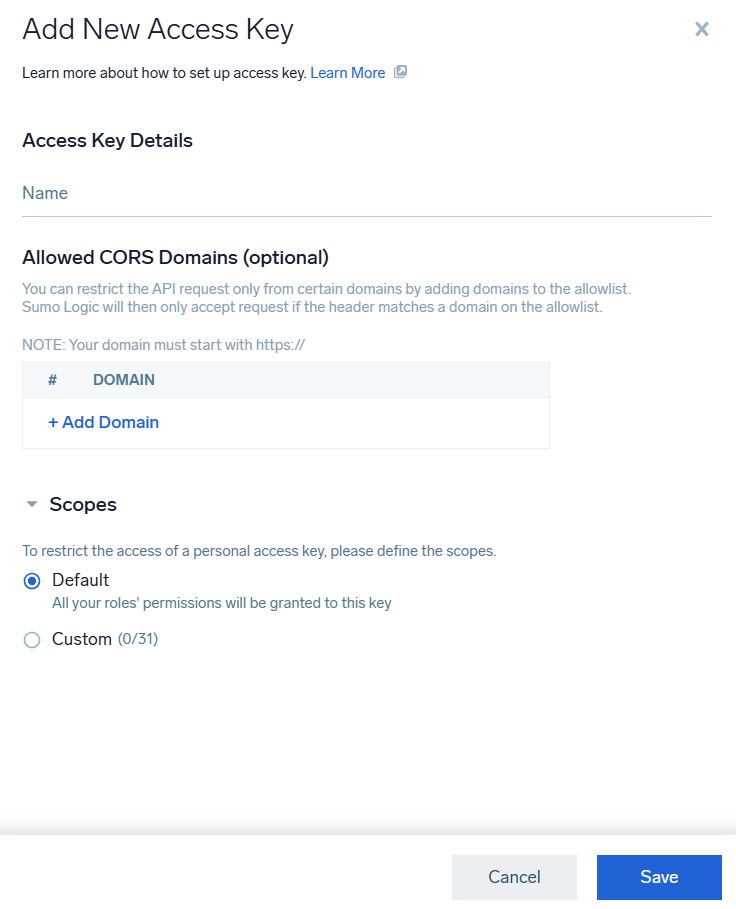 Add New Access Key
Learn more about how to set up access key. Learn More
Access Key Details
Name
Allowed CORS Domains (optional)
You can restrict the API request only from certain domains by adding domains to the allowlist.
Sumo Logic will then only accept request if the header matches a domain on the allowlist.
NOTE: Your domain must start with https://
# DOMAIN
+ Add Domain
Scopes
To restrict the access of a personal access key, please define the scopes.
Default
All your roles' permissions will be granted to this key
Custom (0/31)
Cancel Save